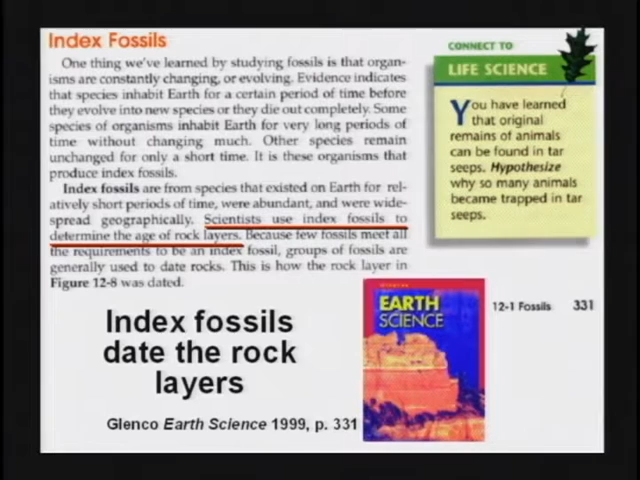 Index Fossils
One thing we've learned by studying fossils is that organ-
isms are constantly changing, or evolving. Evidence indicates
that species inhabit Earth for a certain period of time before
they evolve into new species or they die out completely. Some
species of organisms inhabit Earth for very long periods of
time without changing much. Other species remain
unchanged for only a short time. It is these organisms that
produce index fossils.
Index fossils are from species that existed on Earth for rel-
atively short periods of time, were abundant, and were wide-
spread geographically. Scientists use index fossils to
determine the age of rock layers. Because few fossils meet all
the requirements to be an index fossil, groups of fossils are
generally used to date rocks. This is how the rock layer in
Figure 12-8 was dated.
CONNECT TO
LIFE SCIENCE
You have learned
that original
remains of animals
can be found in tar
seeps. Hypothesize
why so many animals
became trapped in tar
seeps.
EARTH
SCIENCE
12-1 Fossils 331
Index fossils
date the rock
layers
Glenco Earth Science 1999, p. 331